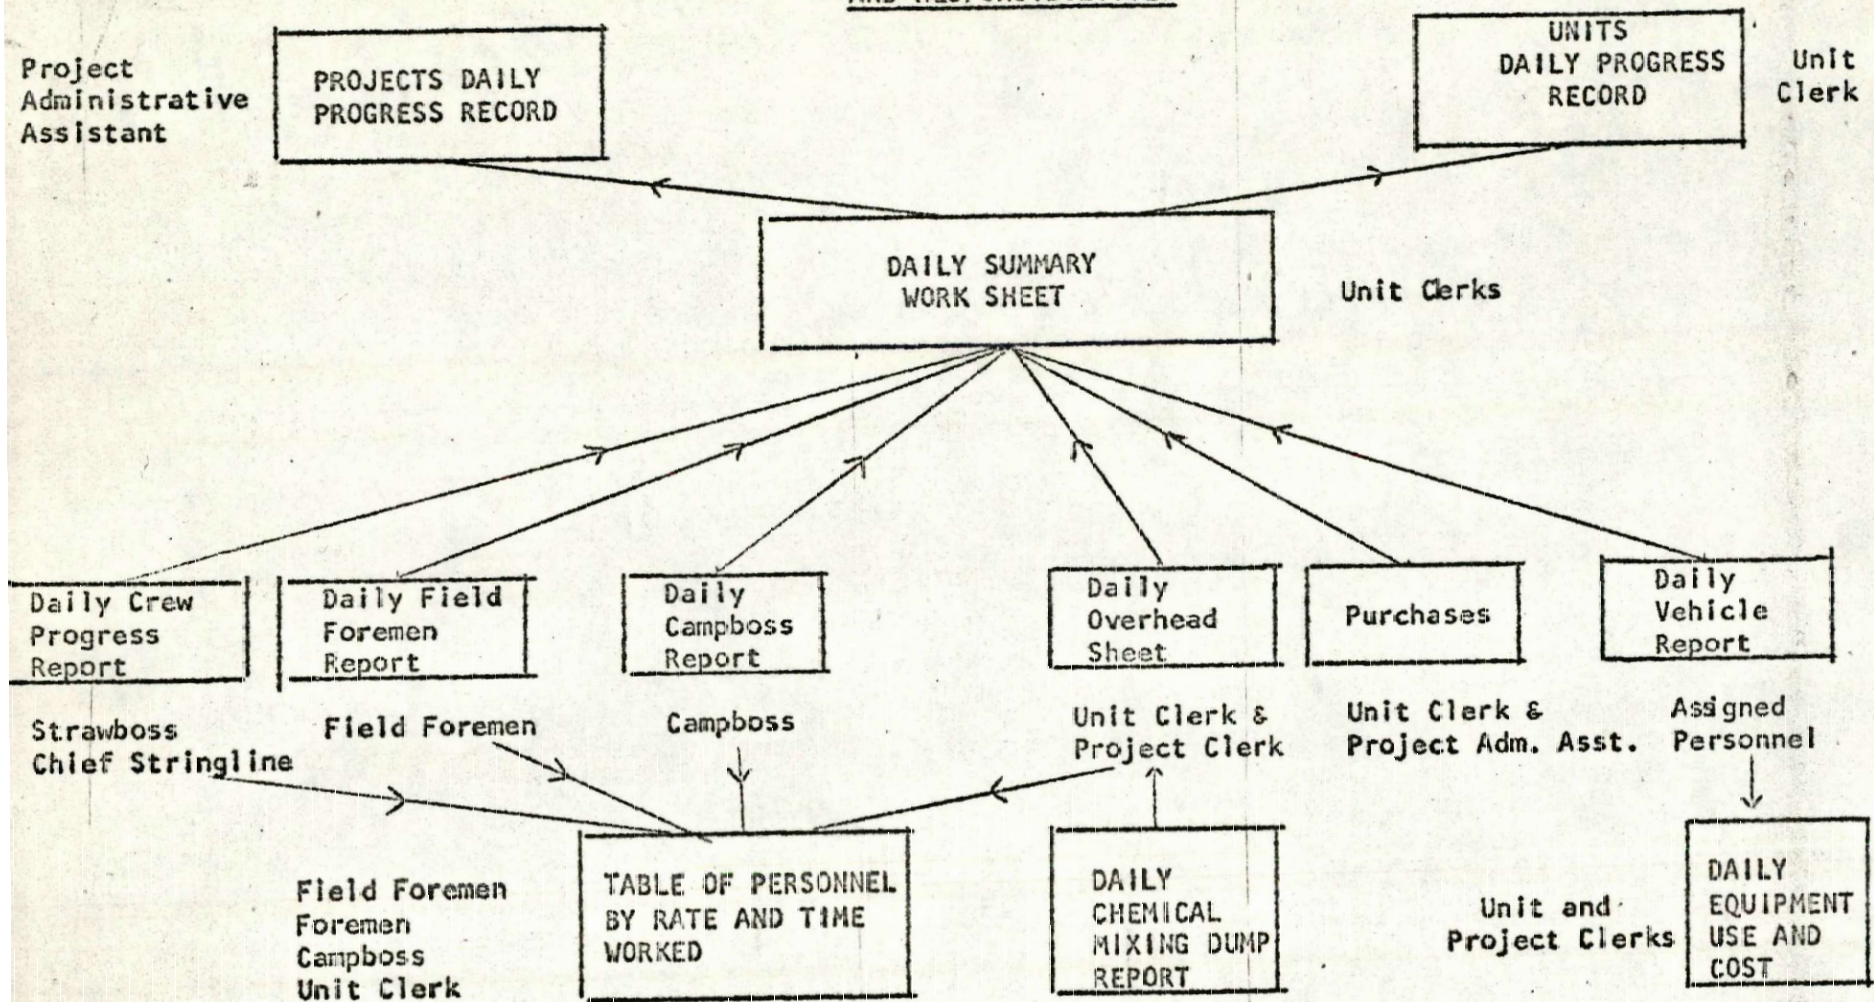 Project
Administrative
Assistant
PROJECTS DAILY
PROGRESS RECORD
UNITS
DAILY PROGRESS
RECORD
Unit
Clerk
DAILY SUMMARY
WORK SHEET
Unit Clerks
Daily Crew
Progress
Report
Daily Field
Foremen
Report
Daily
Campboss
Report
Daily
Overhead
Sheet
Purchases
Daily
Vehicle
Report
Strawboss
Chief Stringline
Field Foremen
Campboss
Unit Clerk &
Project Clerk
Unit Clerk &
Project Adm. Asst.
Assigned
Personnel
Field Foremen
Foremen
Campboss
Unit Clerk
TABLE OF PERSONNEL
BY RATE AND TIME
WORKED
DAILY
CHEMICAL
MIXING DUMP
REPORT
Unit and
Project Clerks
DAILY
EQUIPMENT
USE AND
COST